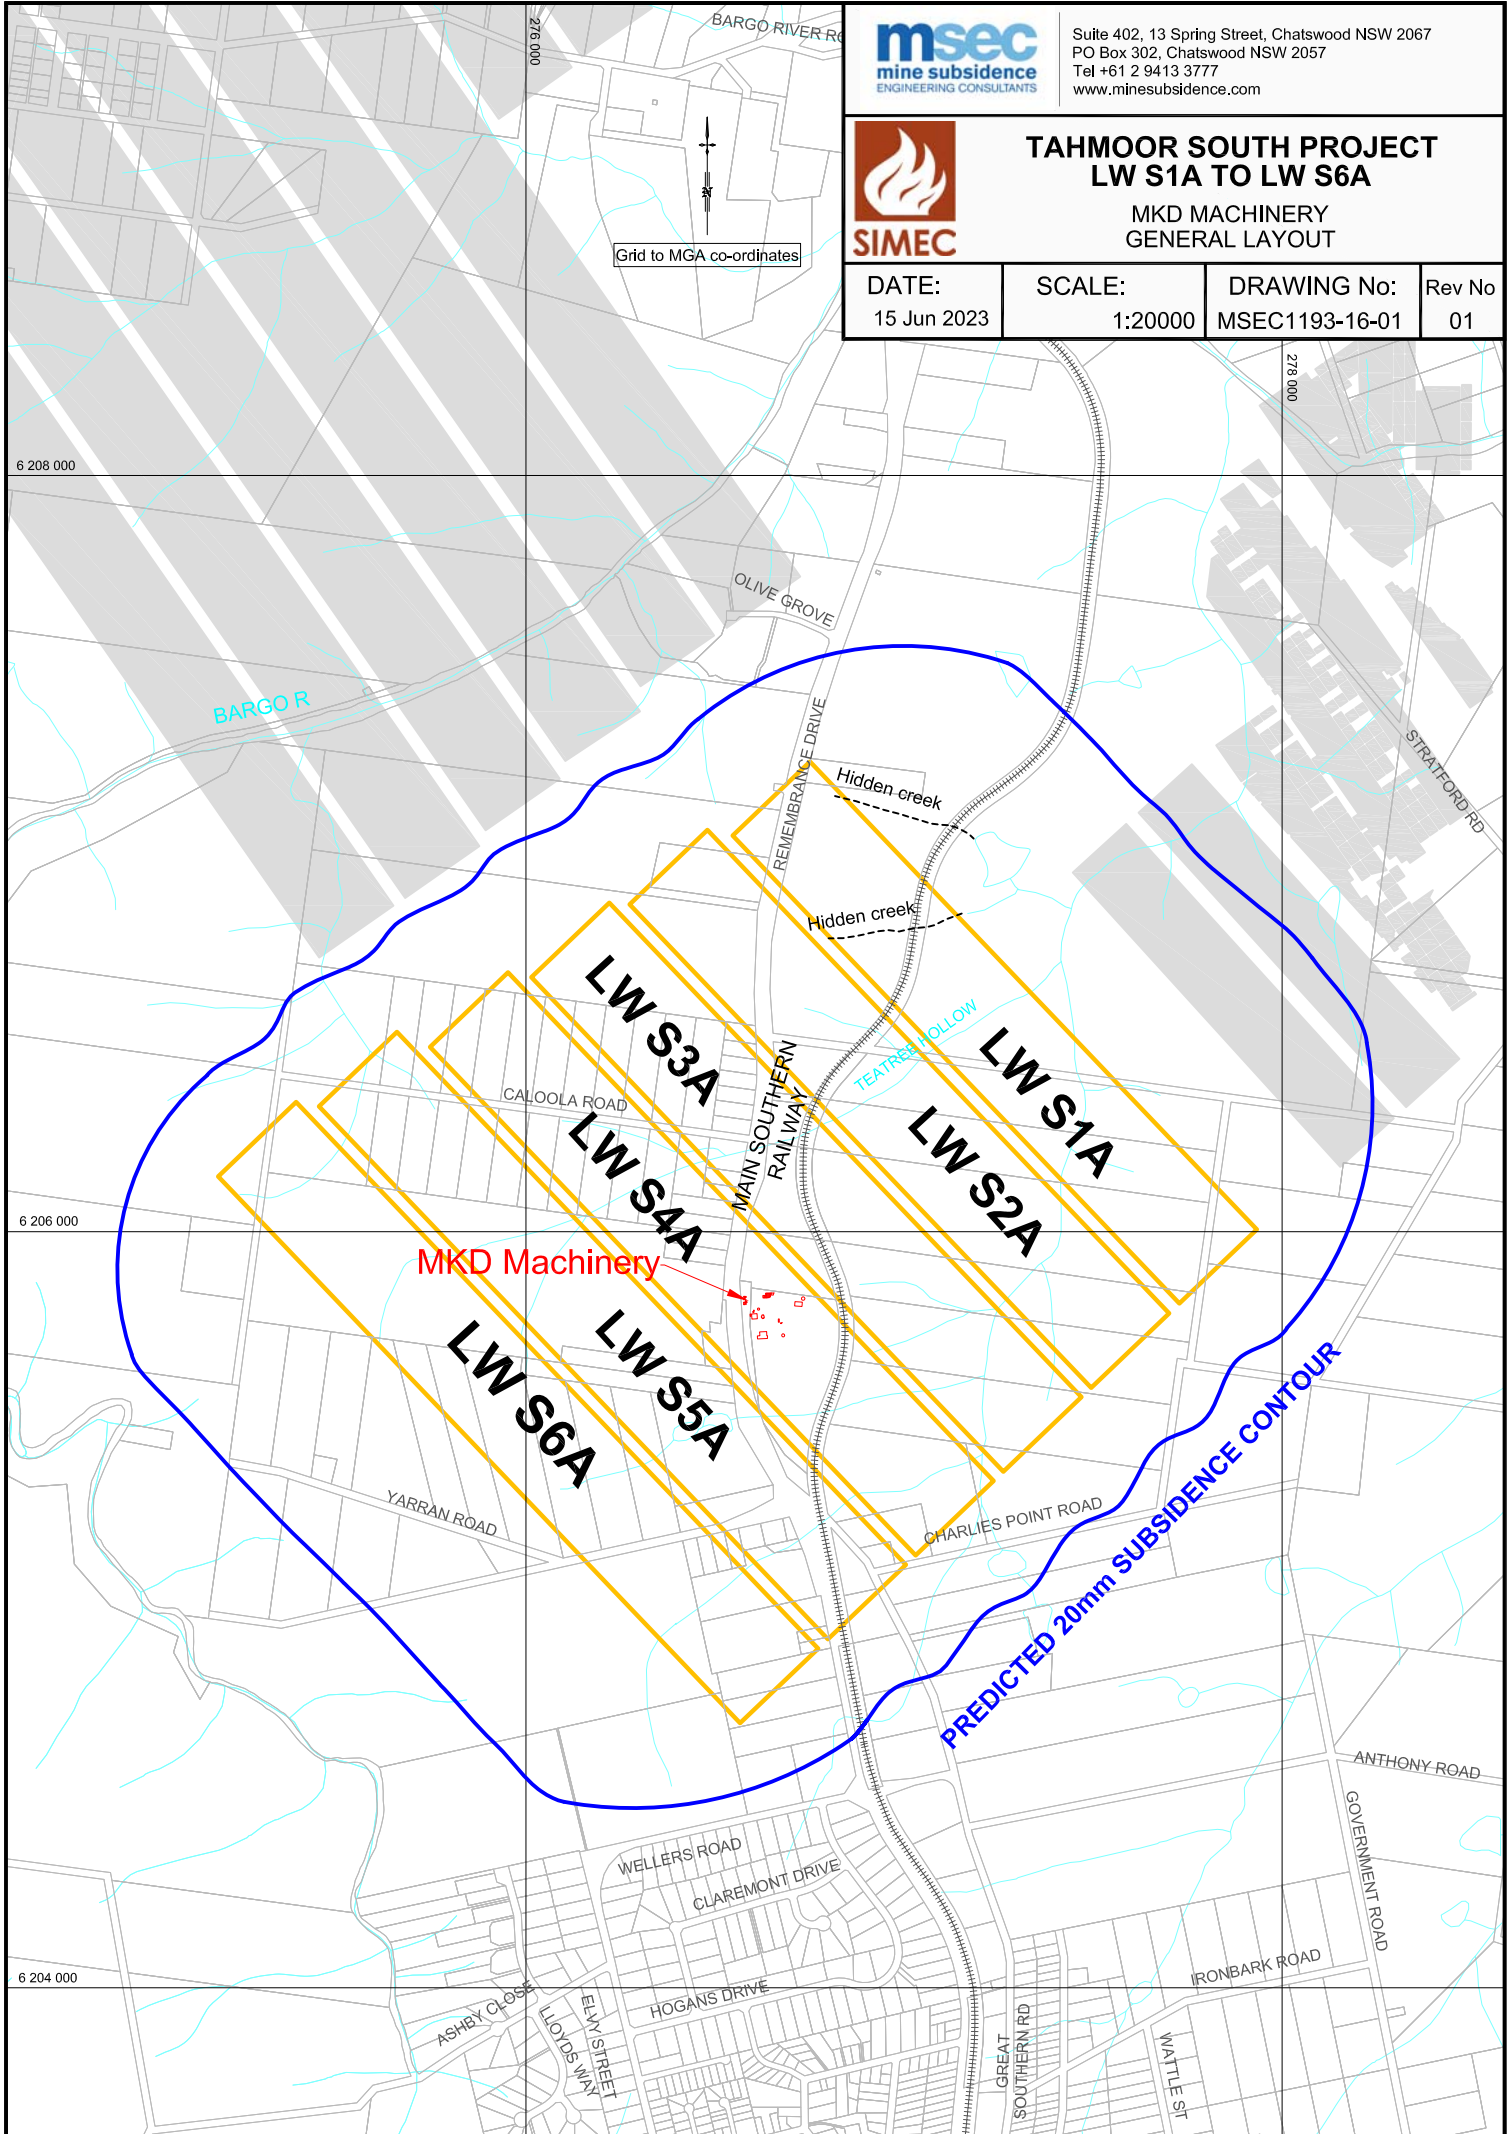 BARGO RIVER R
276 000
msec
mine subsidence
ENGINEERING CONSULTANTS
Suite 402, 13 Spring Street, Chatswood NSW 2067
PO Box 302, Chatswood NSW 2057
Tel +61 2 9413 3777
www.minesubsidence.com
SIMEC
TAHMOOR SOUTH PROJECT
LW S1A TO LW S6A
MKD MACHINERY
GENERAL LAYOUT
DATE:
15 Jun 2023
SCALE:
1:20000
DRAWING No:
MSEC1193-16-01
Rev No
01
N
Grid to MGA co-ordinates
278 000
6 208 000
OLIVE GROVE
BARGO R
REMEMBRANCE DRIVE
Hidden creek
STRATFORD RD
Hidden creek
LW S3A
TEATREE HOLLOW
LW S1A
MAIN SOUTHERN
RAILWAY
CALOOLA ROAD
LW S4A
LW S2A
6 206 000
MKD Machinery
LW S5A
LW S6A
YARRAN ROAD
CHARLIES POINT ROAD
PREDICTED 20mm SUBSIDENCE CONTOUR
ANTHONY ROAD
GOVERNMENT ROAD
WELLERS ROAD
CLAREMONT DRIVE
IRONBARK ROAD
6 204 000
HOGANS DRIVE
ASHBY CLOSE
LLOYDS WAY
ELVY STREET
GREAT
SOUTHERN RD
WATTLE ST